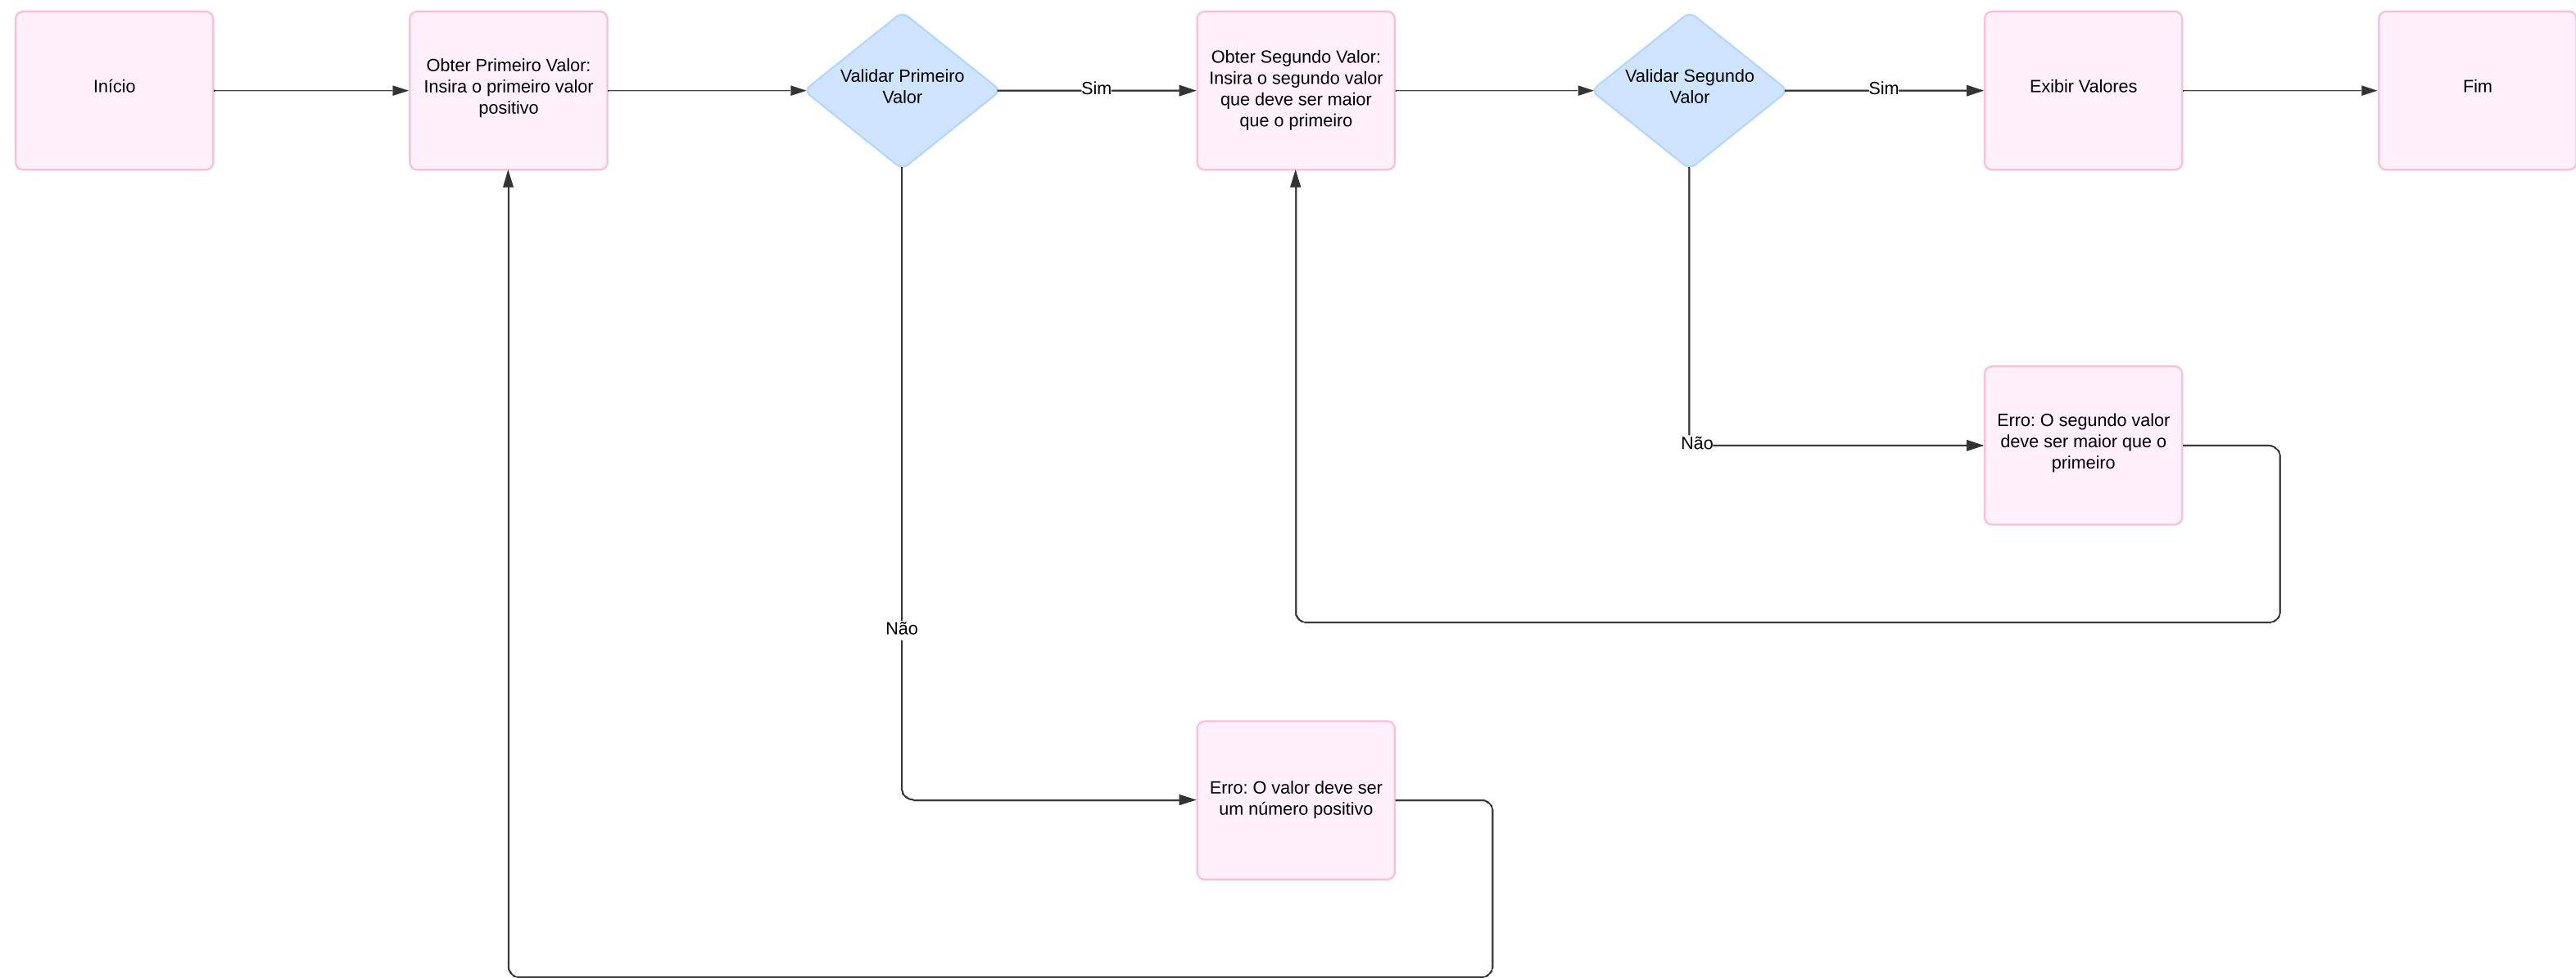 Início
Obter Primeiro Valor:
Insira o primeiro valor
positivo
Validar Primeiro
Valor
Sim
Obter Segundo Valor:
Insira o segundo valor
que deve ser maior
que o primeiro
Validar Segundo
Valor
Sim
Exibir Valores
Fim
Não
Erro: O segundo valor
deve ser maior que o
primeiro
Não
Erro: O valor deve ser
um número positivo